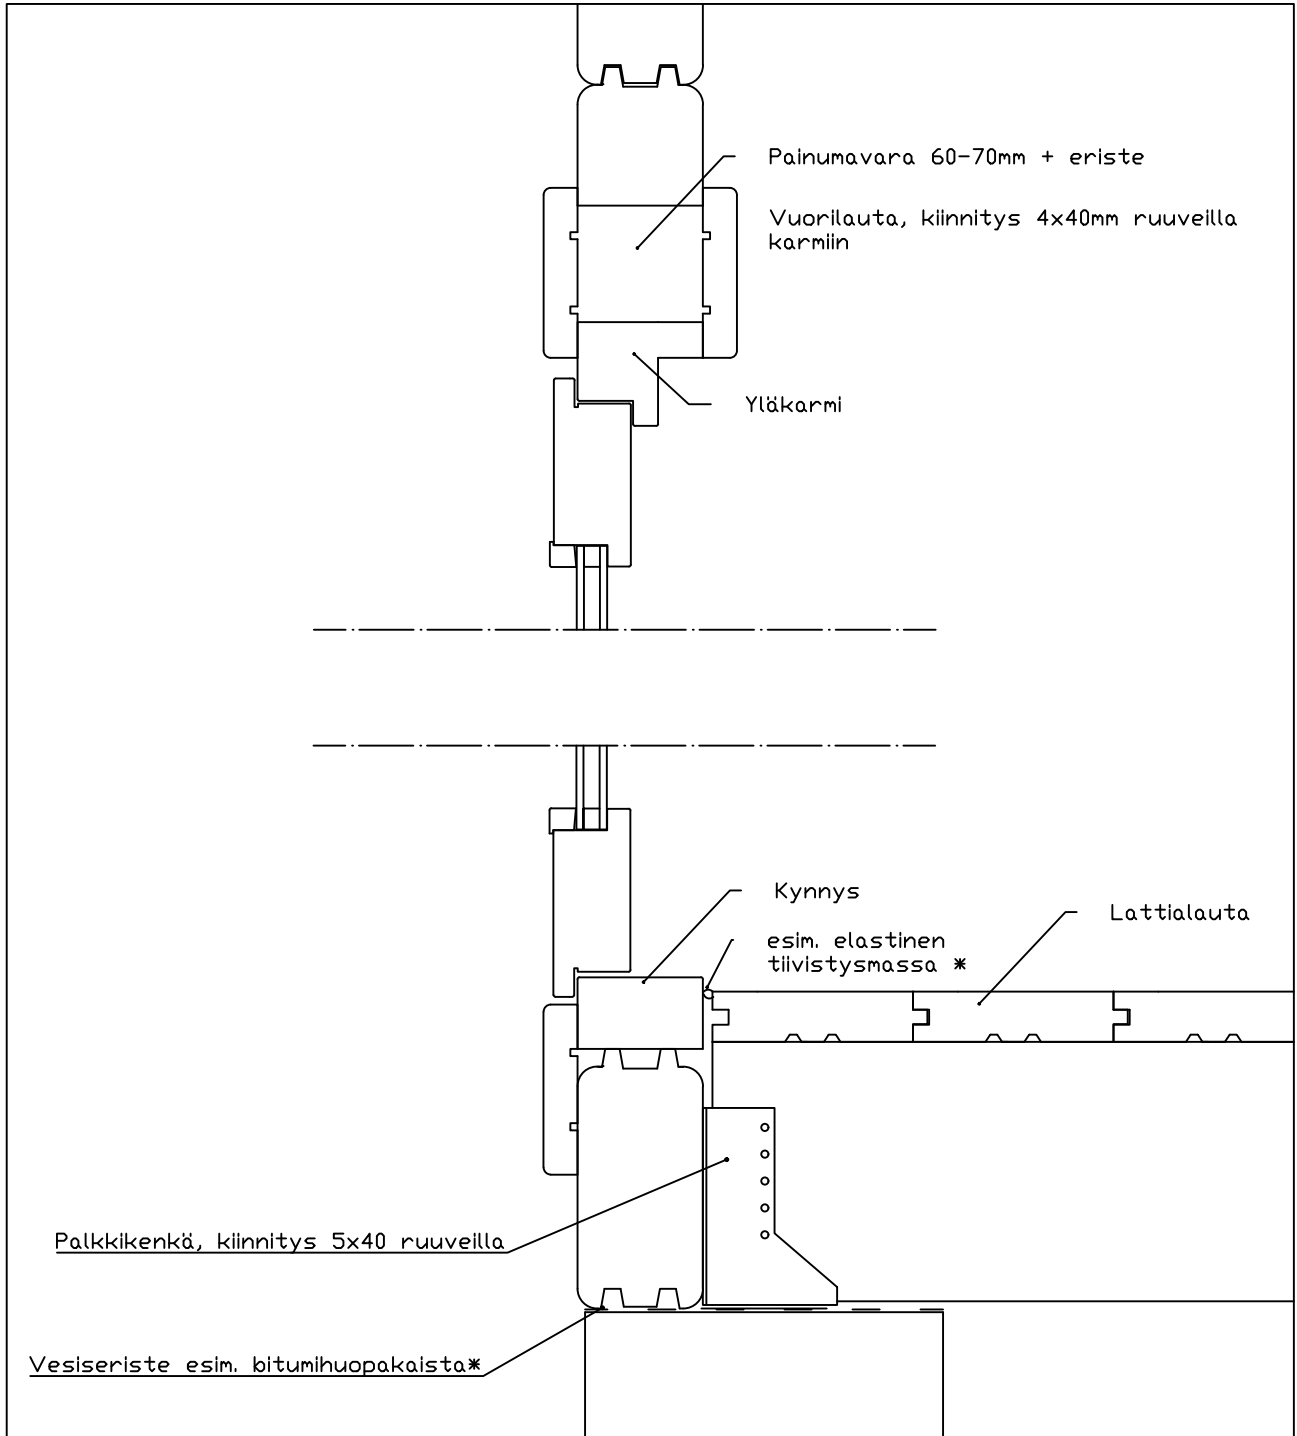 Painumavara 60-70mm + eriste
Vuorilauta, kiinnitys 4x40mm ruuveilla
karmiin
Yläkarmi
Kynnys
Lattialauta
esim. elastinen
tiivistysmassa *
Palkkikenkä, kiinnitys 5x40 ruuveilla
Vesiseriste esim. bitumihuopakaista*